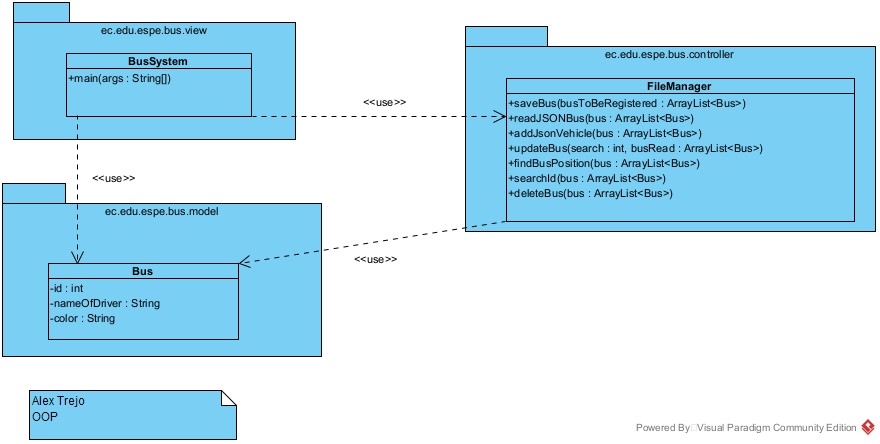 ec.edu.espe.bus.view
BusSystem
+main(args : String[])
<<use>>
<<use>>
ec.edu.espe.bus.controller
FileManager
+saveBus(busToBeRegistered : ArrayList<Bus>)
+readJSONBus(bus : ArrayList<Bus>)
+addJsonVehicle(bus : ArrayList<Bus>)
+updateBus(search : int, busRead : ArrayList<Bus>)
+findBusPosition(bus : ArrayList<Bus>)
+searchId(bus : ArrayList<Bus>)
+deleteBus(bus : ArrayList<Bus>)
<<use>>
ec.edu.espe.bus.model
Bus
-id : int
-nameOfDriver : String
-color : String
Alex Trejo
OOP
Powered By Visual Paradigm Community Edition